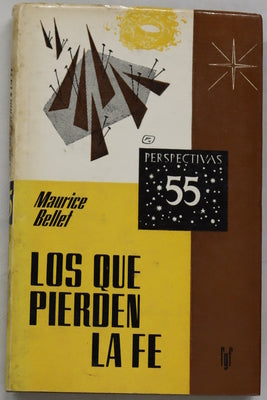 PERSPECTIVAS
55
Maurice
Bellet
LOS QUE
PIERDEN
LA FE